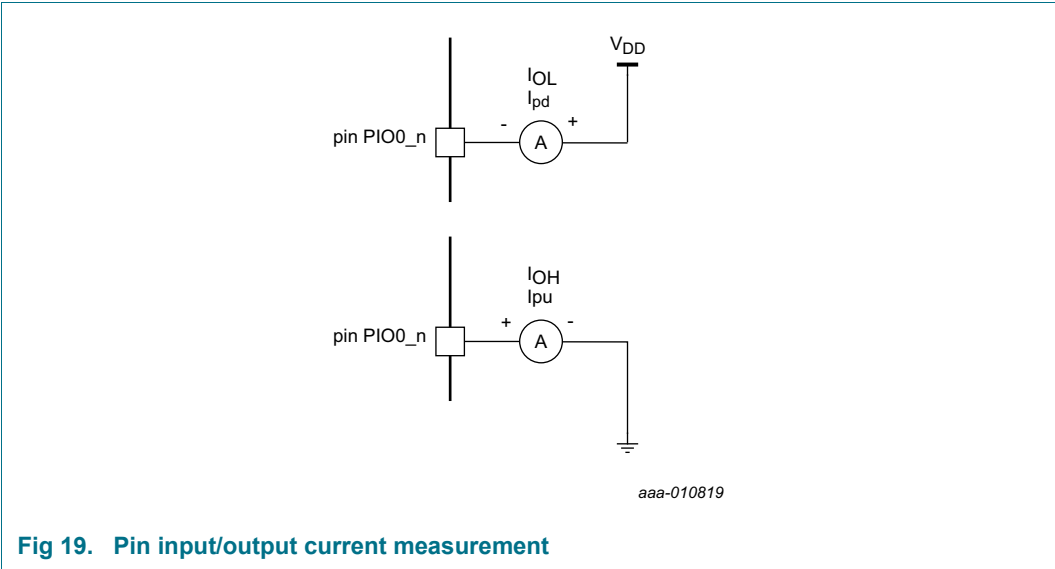 VDD
IOL
Ipd
- +
pin PIO0_n
A
IOH
Ipu
+ -
pin PIO0_n
A
aaa-010819
Fig 19. Pin input/output current measurement